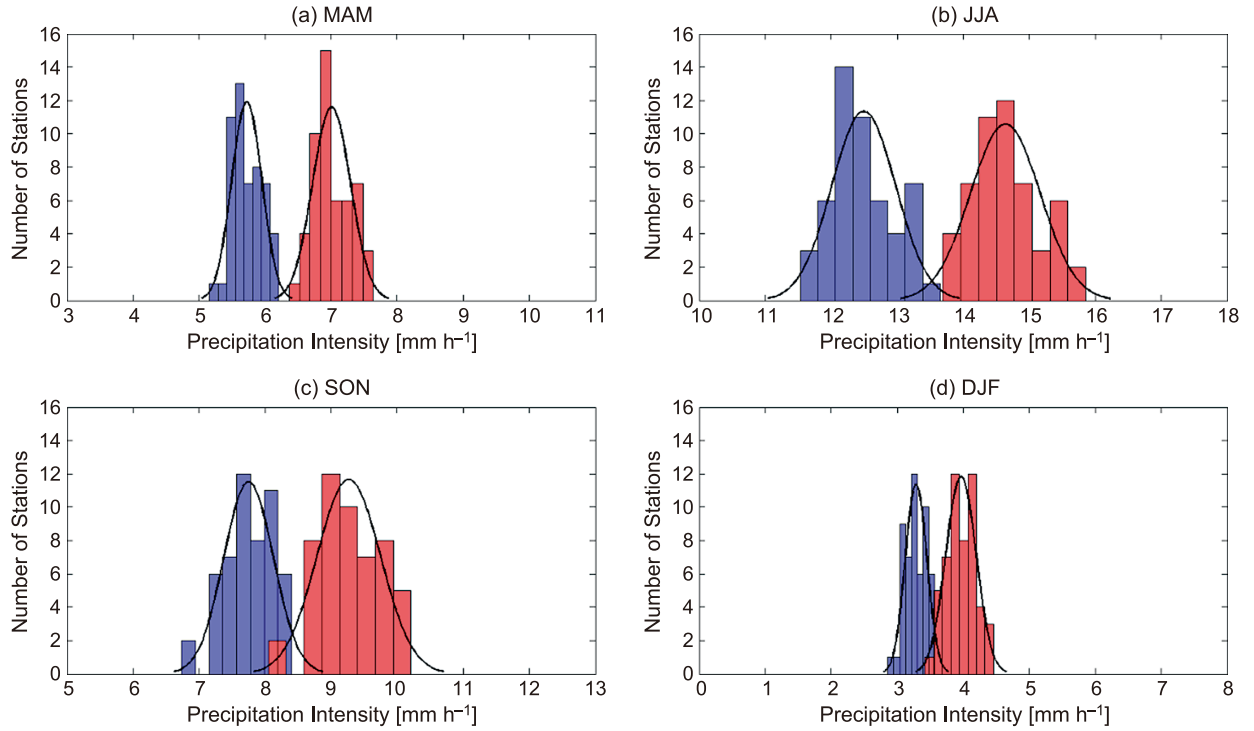 (a) MAM
16
14
12
10
8
6
4
2
0
Number of Stations
3 4 5 6 7 8 9 10 11
Precipitation Intensity [mm h⁻¹]
(b) JJA
16
14
12
10
8
6
4
2
0
Number of Stations
10 11 12 13 14 15 16 17 18
Precipitation Intensity [mm h⁻¹]
(c) SON
16
14
12
10
8
6
4
2
0
Number of Stations
5 6 7 8 9 10 11 12 13
Precipitation Intensity [mm h⁻¹]
(d) DJF
16
14
12
10
8
6
4
2
0
Number of Stations
0 1 2 3 4 5 6 7 8
Precipitation Intensity [mm h⁻¹]